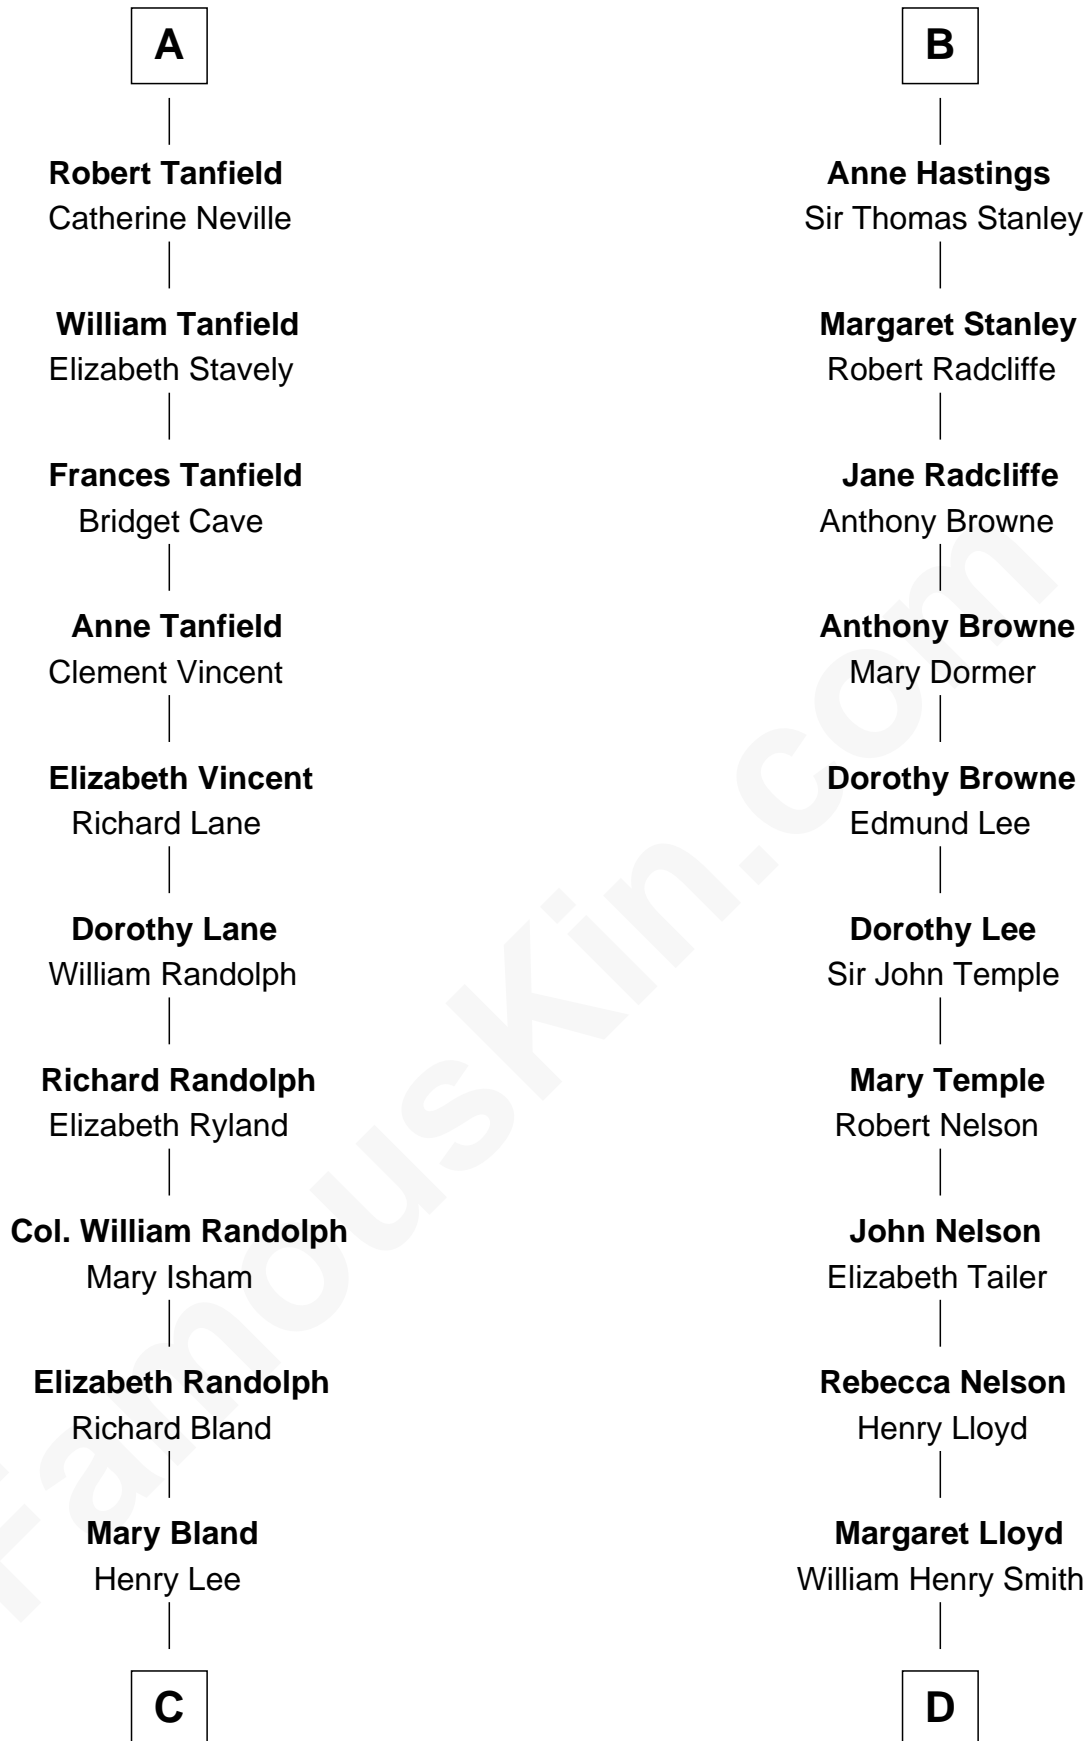 A
Robert Tanfield
Catherine Neville
William Tanfield
Elizabeth Stavely
Frances Tanfield
Bridget Cave
Anne Tanfield
Clement Vincent
Elizabeth Vincent
Richard Lane
Dorothy Lane
William Randolph
Richard Randolph
Elizabeth Ryland
Col. William Randolph
Mary Isham
Elizabeth Randolph
Richard Bland
Mary Bland
Henry Lee
C
B
Anne Hastings
Sir Thomas Stanley
Margaret Stanley
Robert Radcliffe
Jane Radcliffe
Anthony Browne
Anthony Browne
Mary Dormer
Dorothy Browne
Edmund Lee
Dorothy Lee
Sir John Temple
Mary Temple
Robert Nelson
John Nelson
Elizabeth Tailer
Rebecca Nelson
Henry Lloyd
Margaret Lloyd
William Henry Smith
D
FamousKin.com